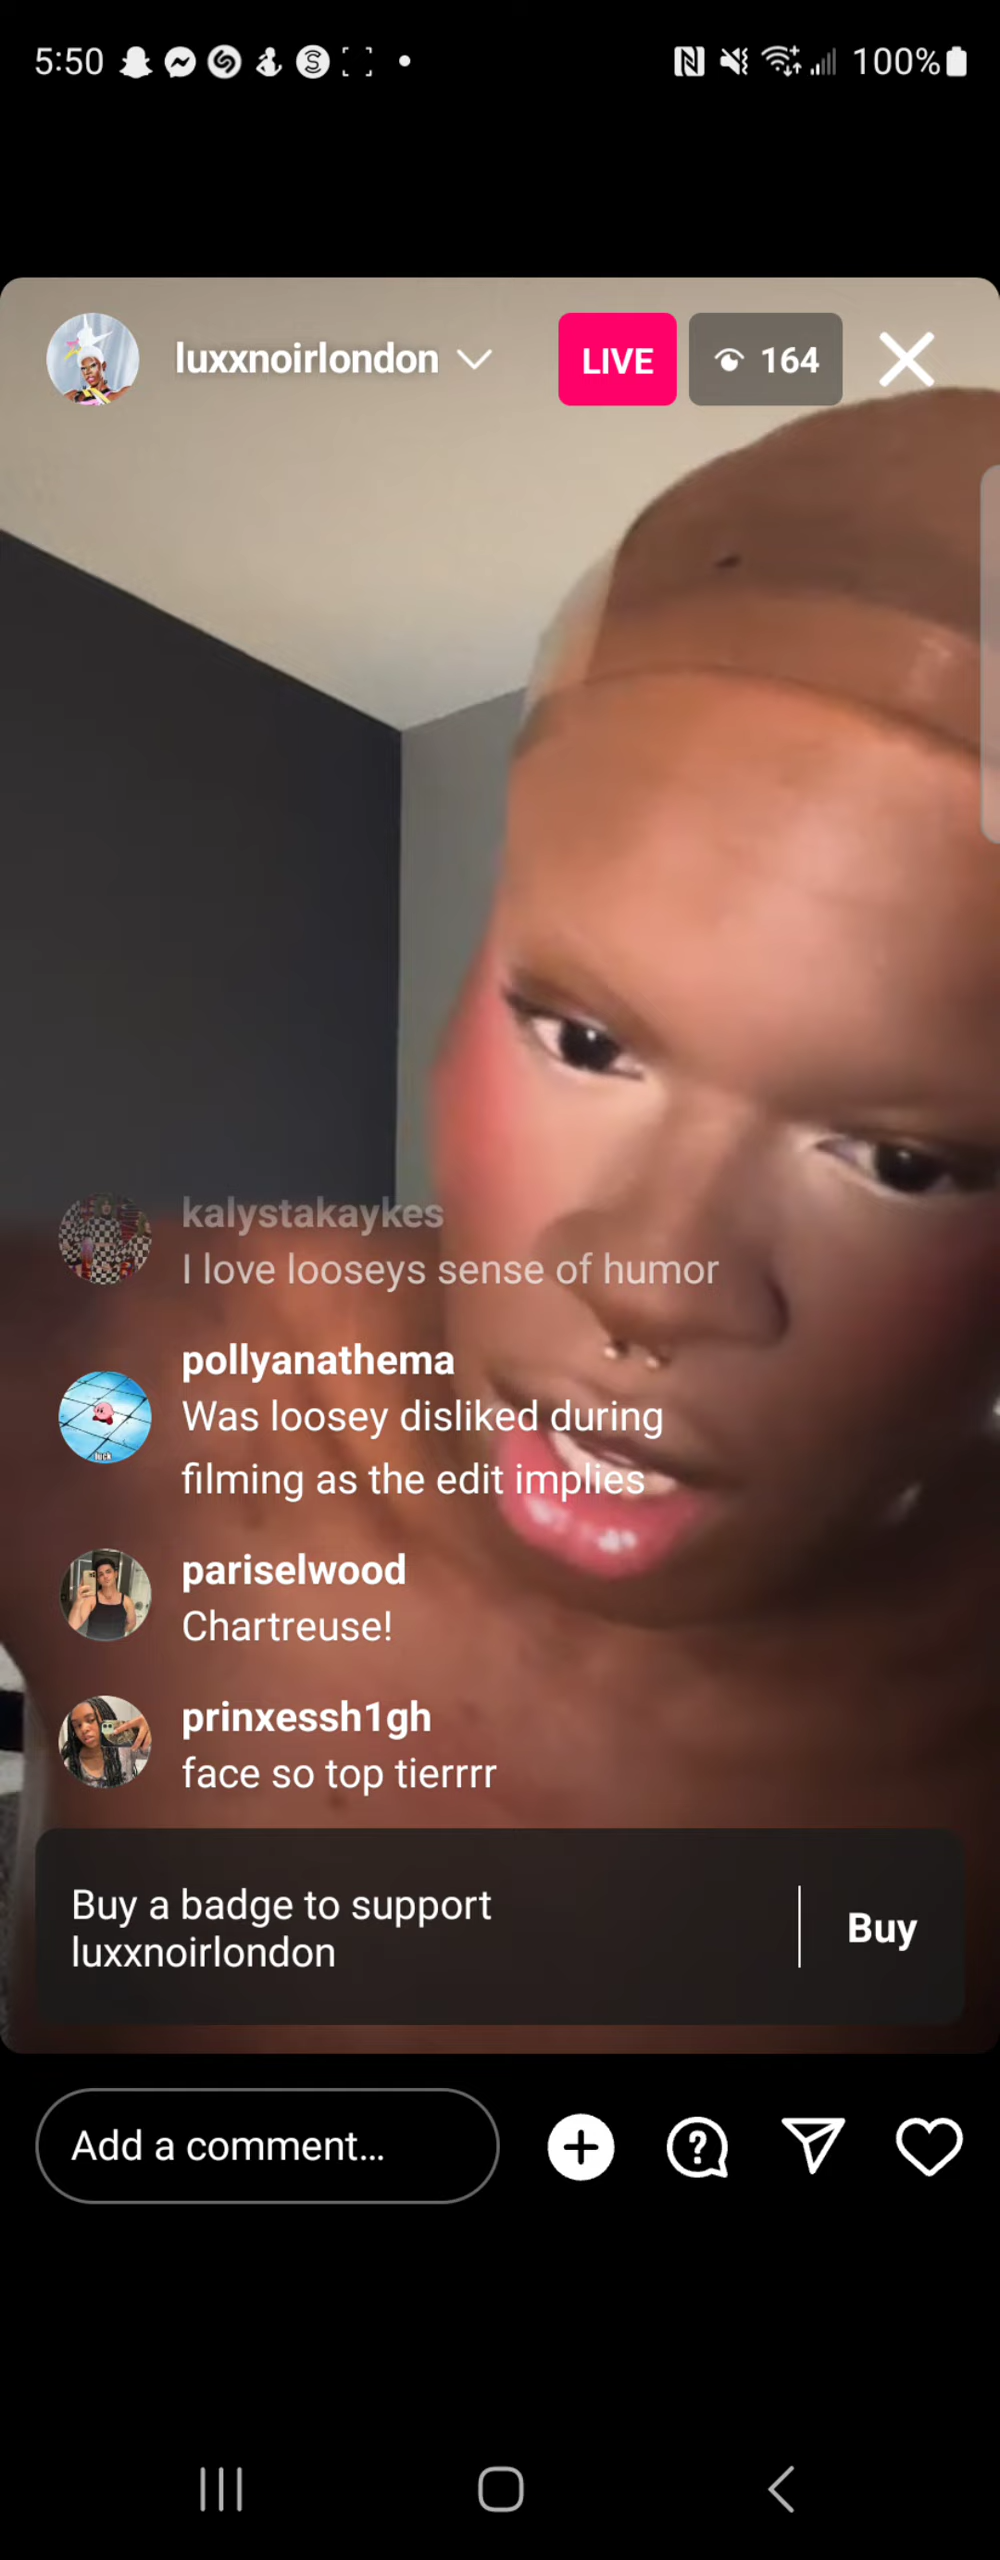 5:50
100%
luxxnoirlondon
LIVE
164
kalystakaykes
I love looseys sense of humor
pollyanathema
Was loosey disliked during
filming as the edit implies
pariselwood
Chartreuse!
prinxessh1gh
face so top tierrrr
Buy a badge to support
luxxnoirlondon
Buy
Add a comment...